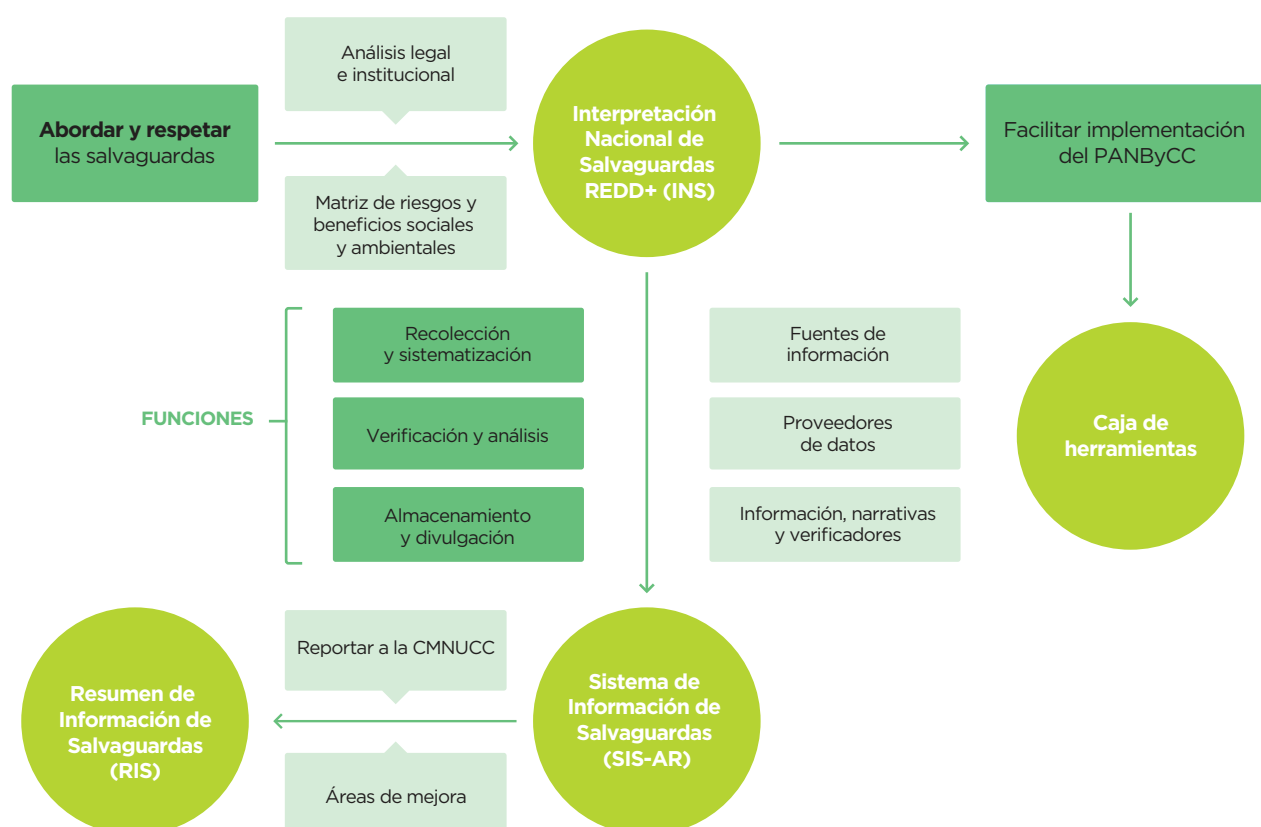 Análisis legal
e institucional
Abordar y respetar
las salvaguardas
Matriz de riesgos y
beneficios sociales
y ambientales
Interpretación
Nacional de
Salvaguardas
REDD+ (INS)
Facilitar implementación
del PANByCC
FUNCIONES
Recolección
y sistematización
Verificación y análisis
Almacenamiento
y divulgación
Fuentes de
información
Proveedores
de datos
Información, narrativas
y verificadores
Caja de
herramientas
Resumen de
Información de
Salvaguardas
(RIS)
Reportar a la CMNUCC
Áreas de mejora
Sistema de
Información de
Salvaguardas
(SIS-AR)